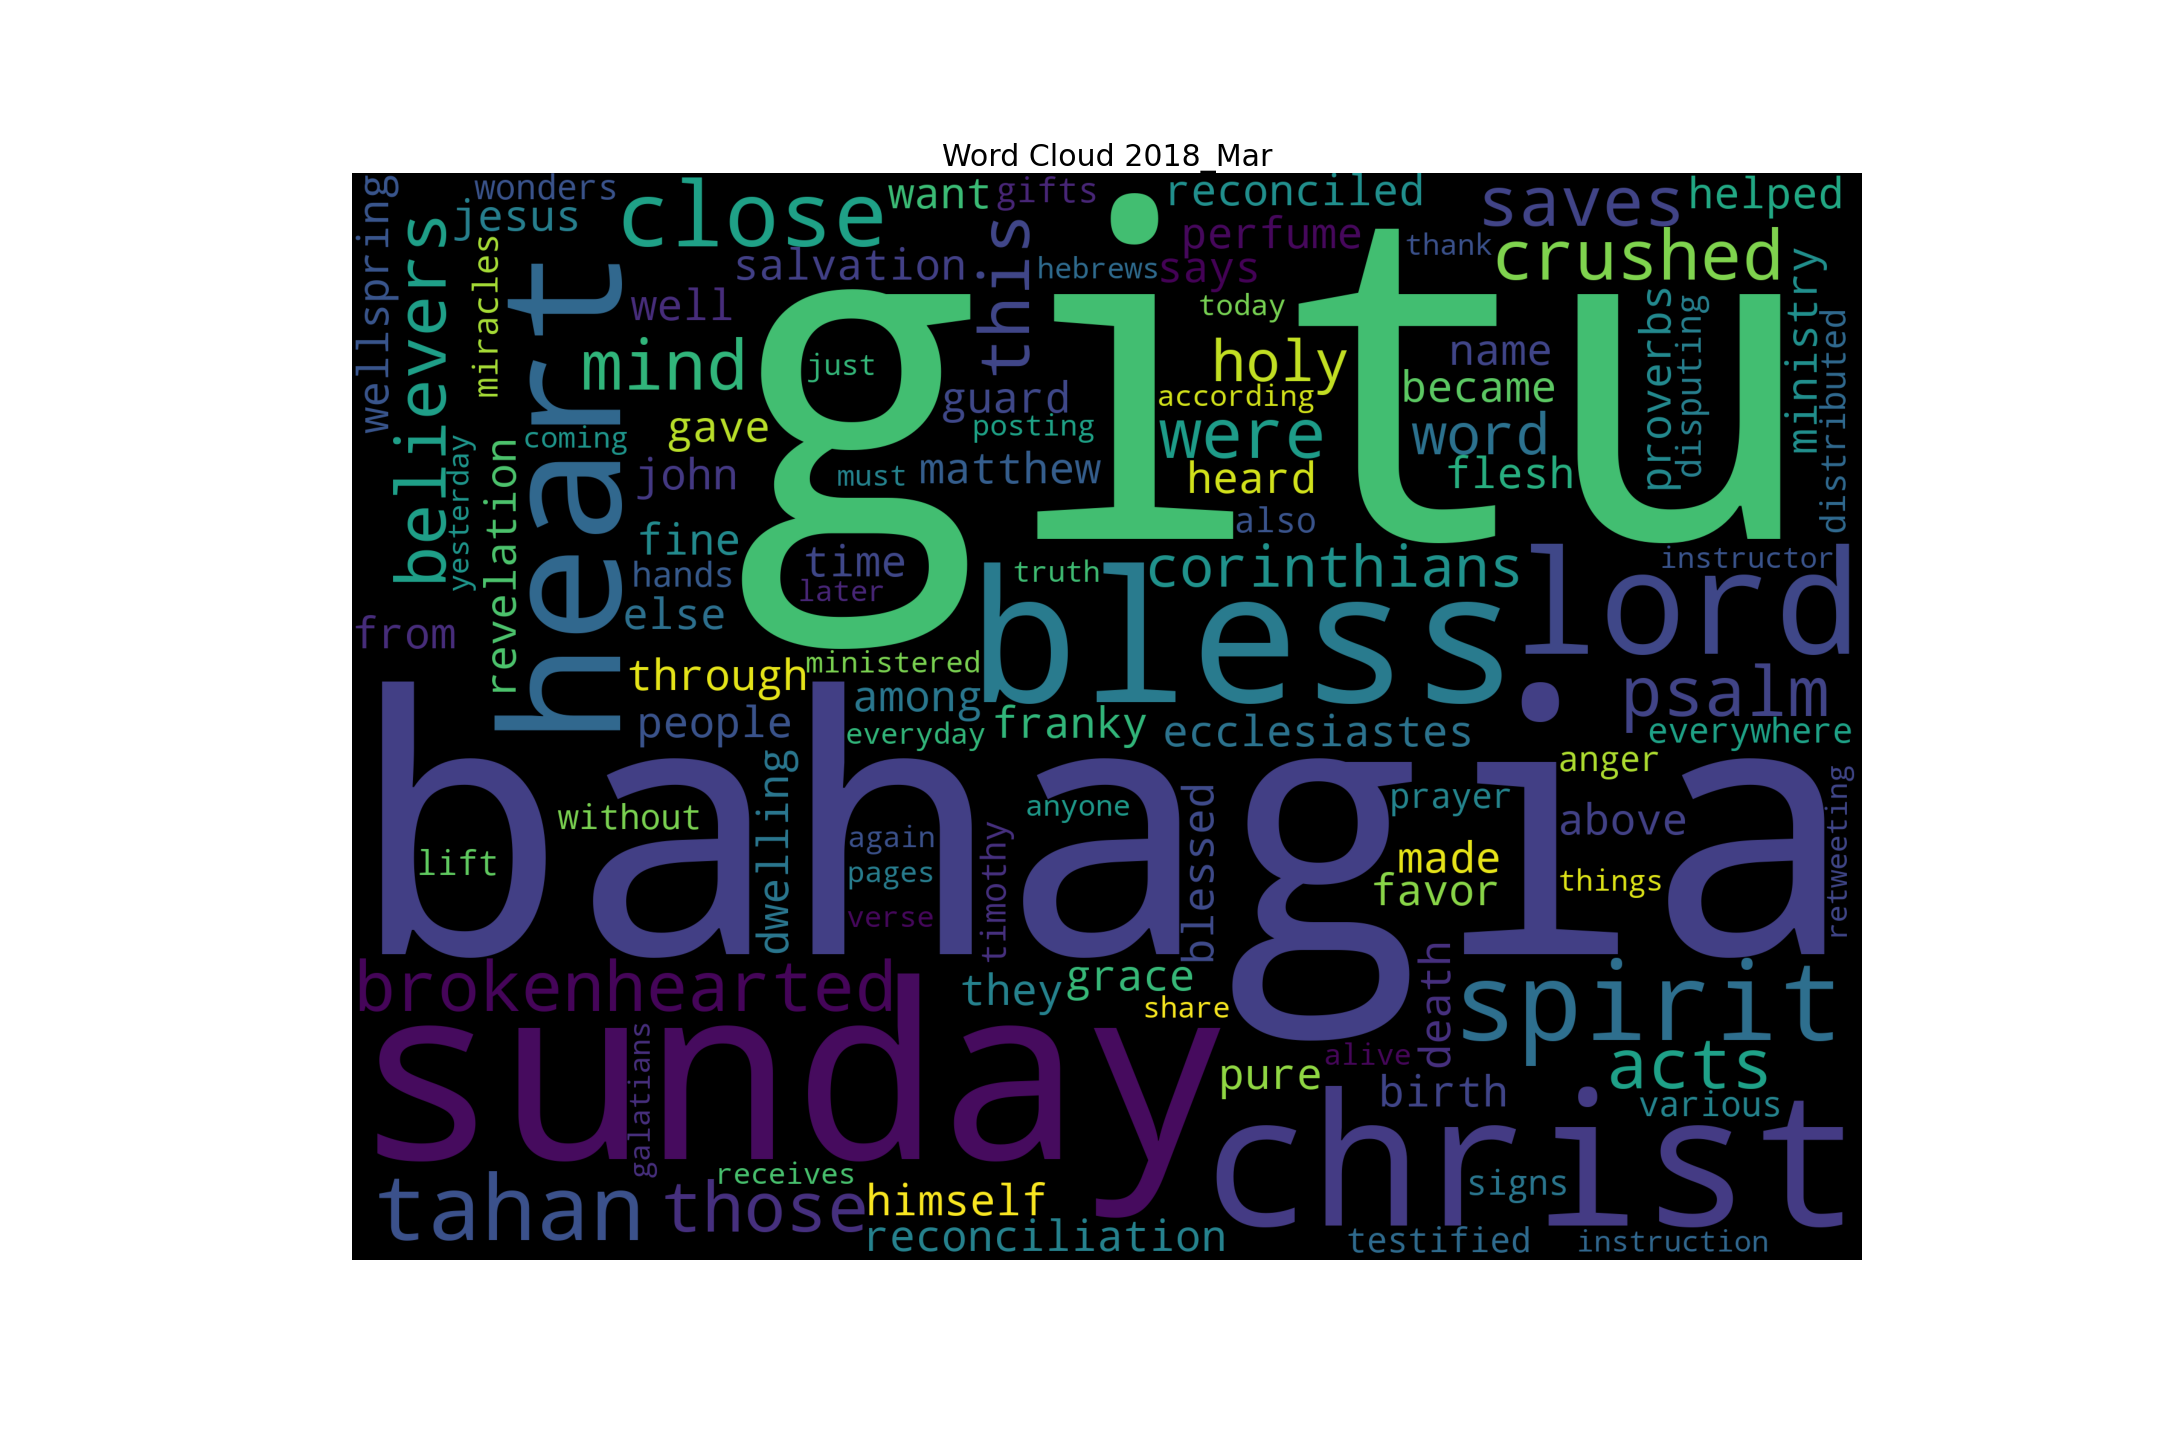 Word Cloud 2018_Mar
wellspring
wonders
jesus
close
want
gifts
reconciled
saves
helped
believers
miracles
heart
salvation
this
hebrews
perfume
says
thank
crushed
well
today
gitu
mind
just
guard
holy
name
proverbs
disputing
ministry
distributed
according
became
gave
posting
were
word
coming
yesterday
revelation
john
must
matthew
heard
flesh
also
fine
time
hands
later
truth
corinthians
instructor
else
bless
lord
from
through
ministered
among
psalm
people
everyday
franky
ecclesiastes
everywhere
bahagia
dwelling
anger
without
again
anyone
blessed
prayer
above
retweeting
lift
pages
timothy
made
favor
things
verse
brokenhearted
they
grace
death
spirit
share
sunday
galatians
pure
alive
acts
birth
various
christ
receives
tahan
those
himself
signs
reconciliation
testified
instruction